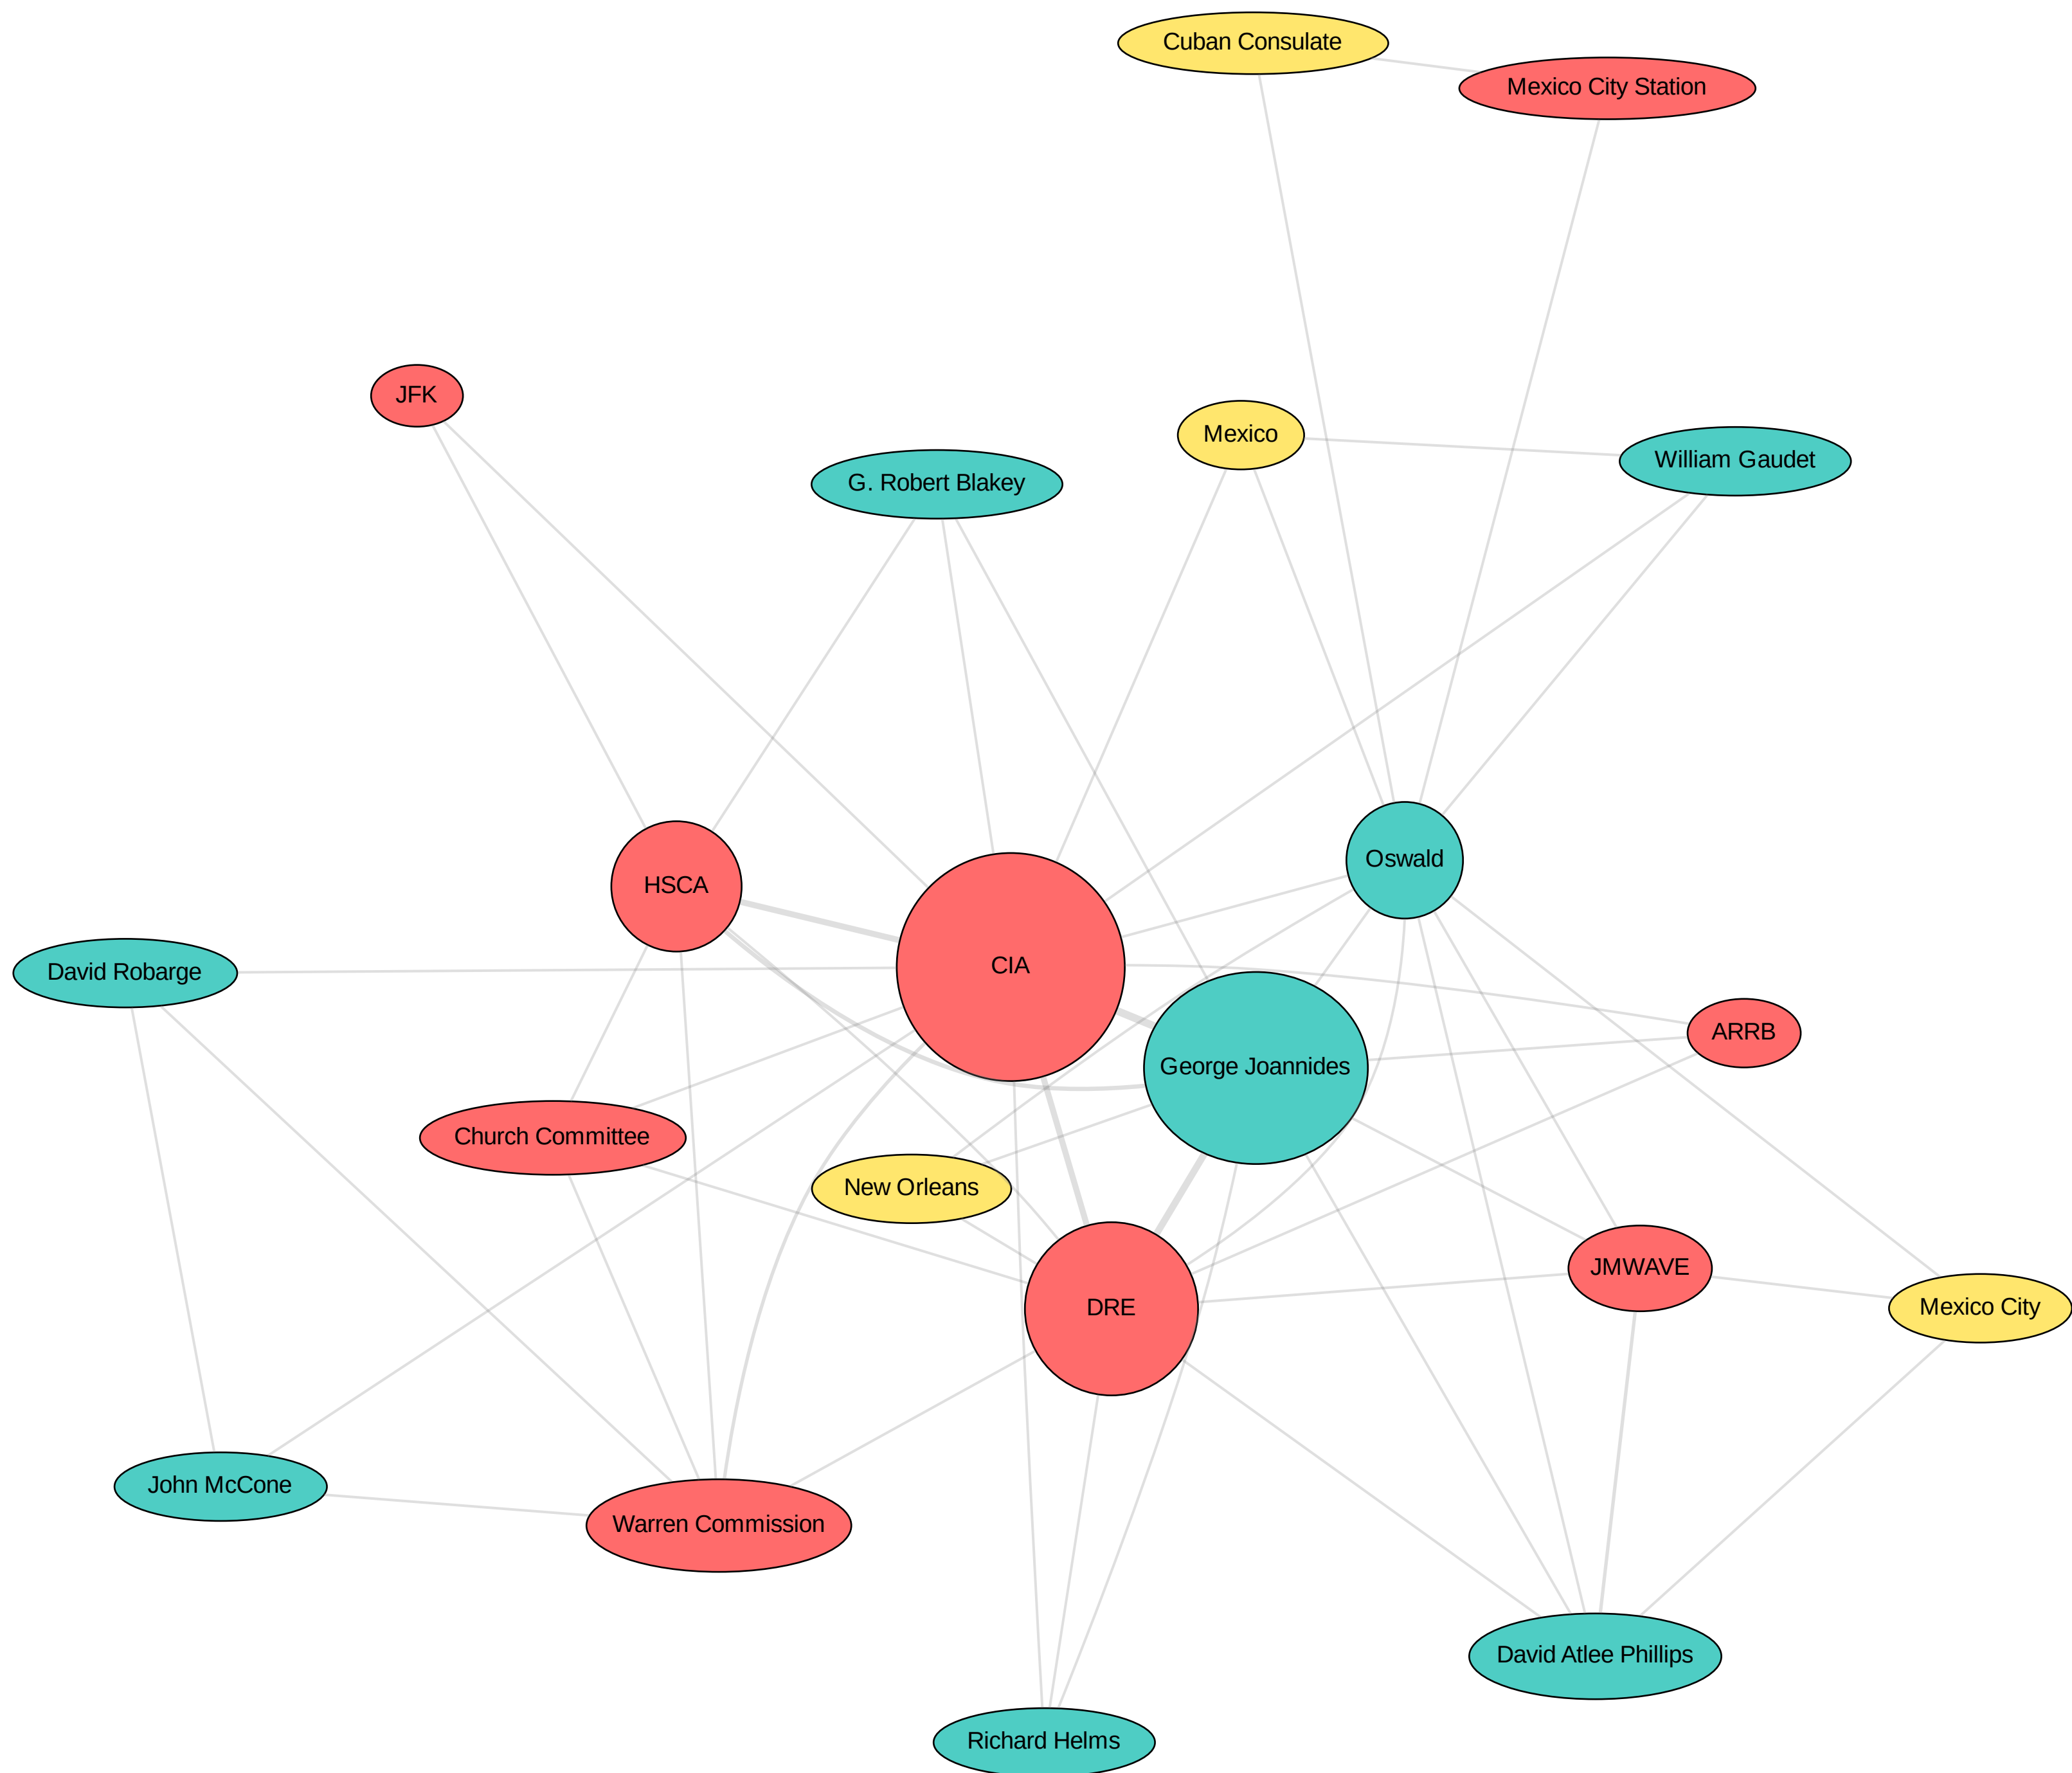 Cuban Consulate
Mexico City Station
JFK
Mexico
William Gaudet
G. Robert Blakey
Oswald
HSCA
CIA
David Robarge
ARRB
George Joannides
Church Committee
New Orleans
JMWAVE
DRE
Mexico City
John McCone
Warren Commission
David Atlee Phillips
Richard Helms